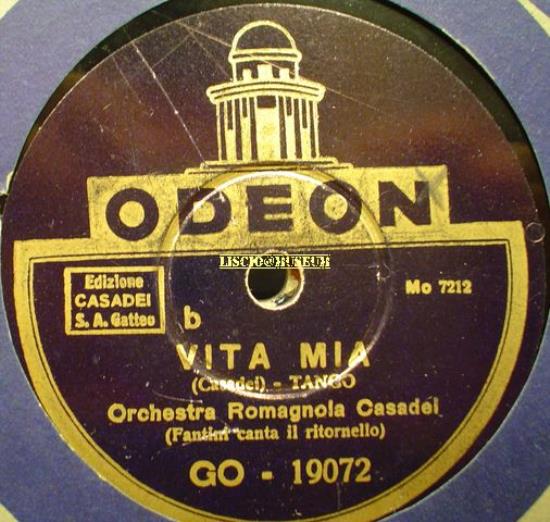 ODEON
LISCIO@MUSEUM
Edizione
CASADEI
S. A. Gatteo
Mo 7212
b
VITA MIA
(Casadei) - TANGO
Orchestra Romagnola Casadei
(Fantini canta il ritornello)
GO - 19072